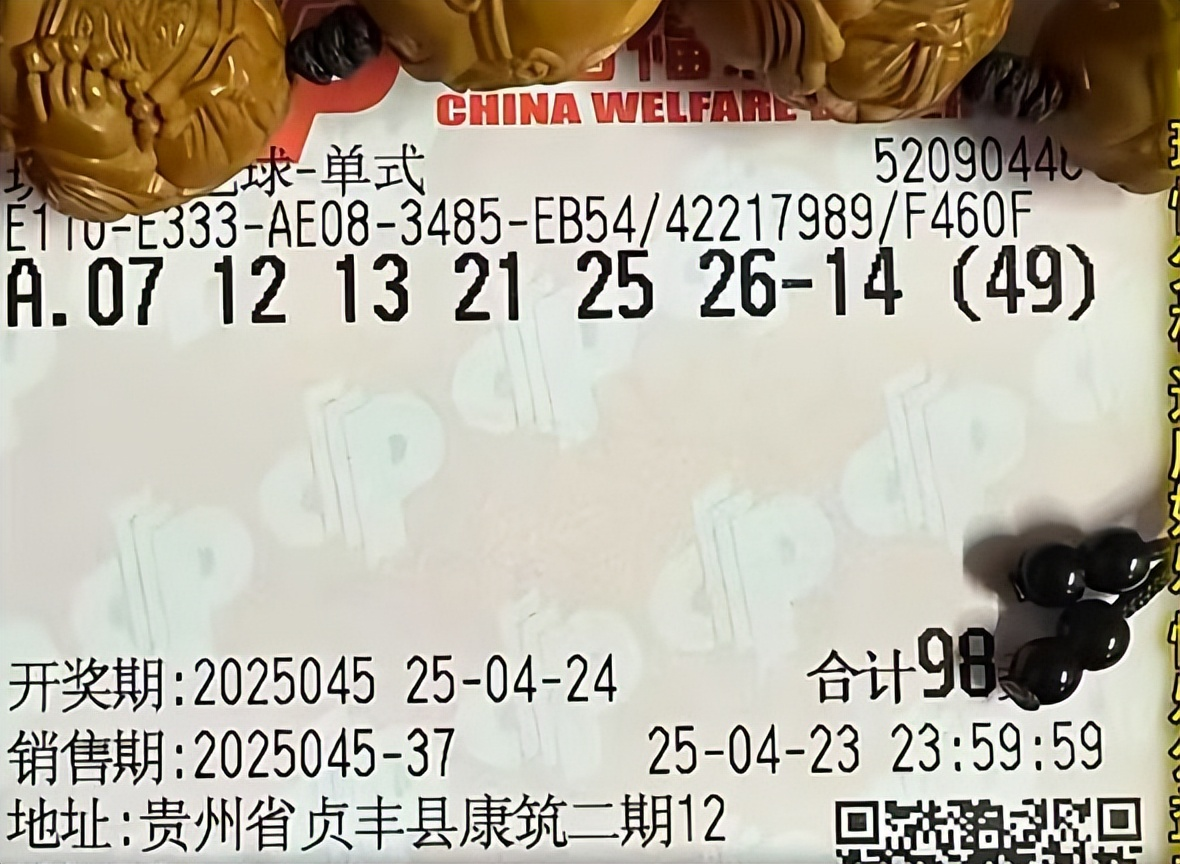 CHINA WELFARE
球-单式
5209044
E110-E333-AE08-3485-EB54/42217989/F460F
A.07 12 13 21 25 26-14 (49)
开奖期:2025045 25-04-24 合计98
销售期:2025045-37 25-04-23 23:59:59
地址:贵州省贞丰县康筑二期12